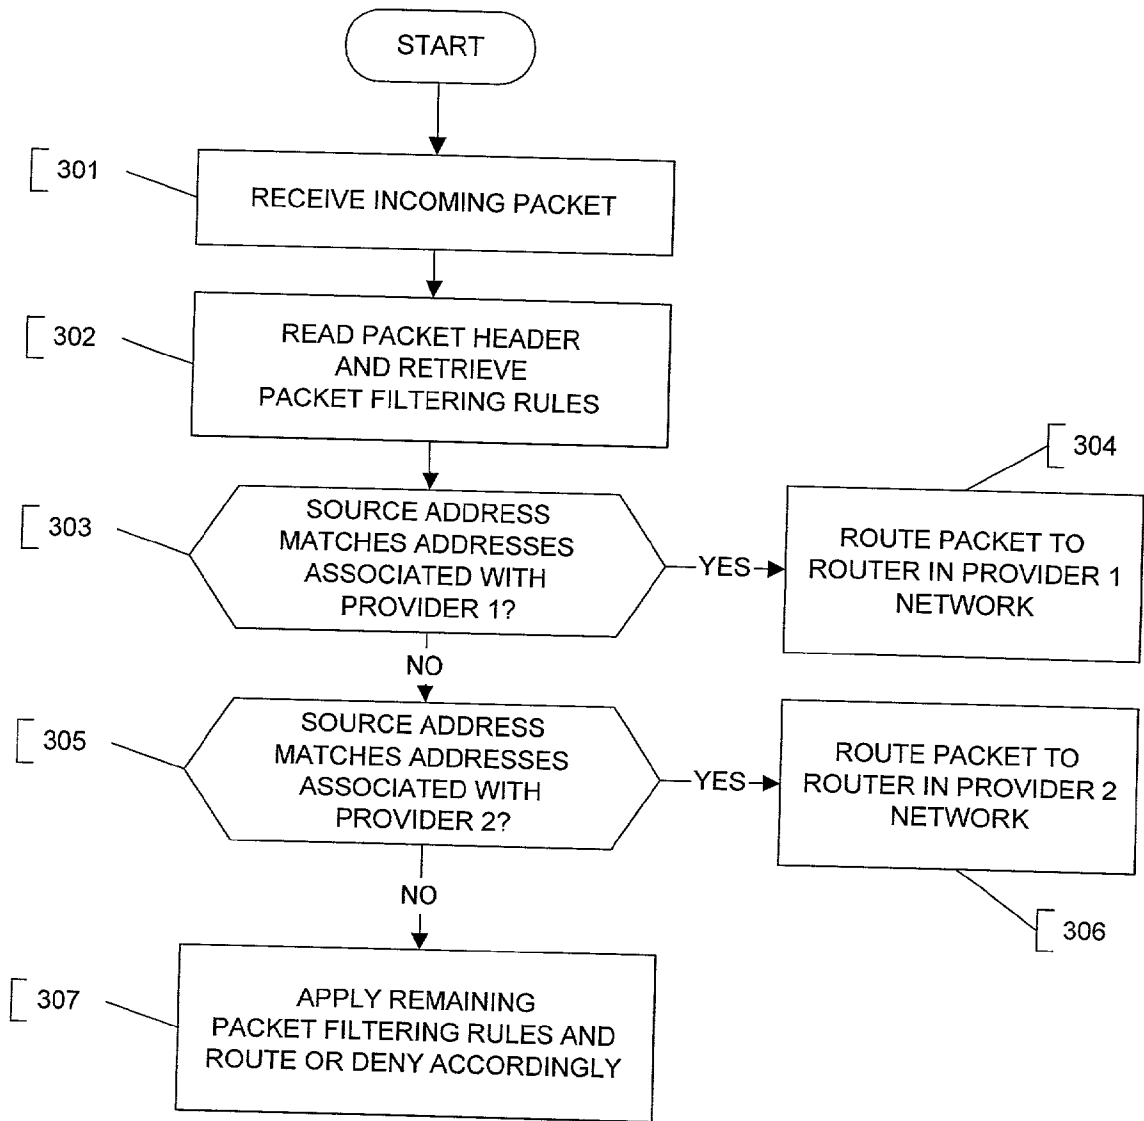 START
301
RECEIVE INCOMING PACKET
302
READ PACKET HEADER
AND RETRIEVE
PACKET FILTERING RULES
303
SOURCE ADDRESS
MATCHES ADDRESSES
ASSOCIATED WITH
PROVIDER 1?
YES
304
ROUTE PACKET TO
ROUTER IN PROVIDER 1
NETWORK
NO
305
SOURCE ADDRESS
MATCHES ADDRESSES
ASSOCIATED WITH
PROVIDER 2?
YES
ROUTE PACKET TO
ROUTER IN PROVIDER 2
NETWORK
306
NO
307
APPLY REMAINING
PACKET FILTERING RULES AND
ROUTE OR DENY ACCORDINGLY